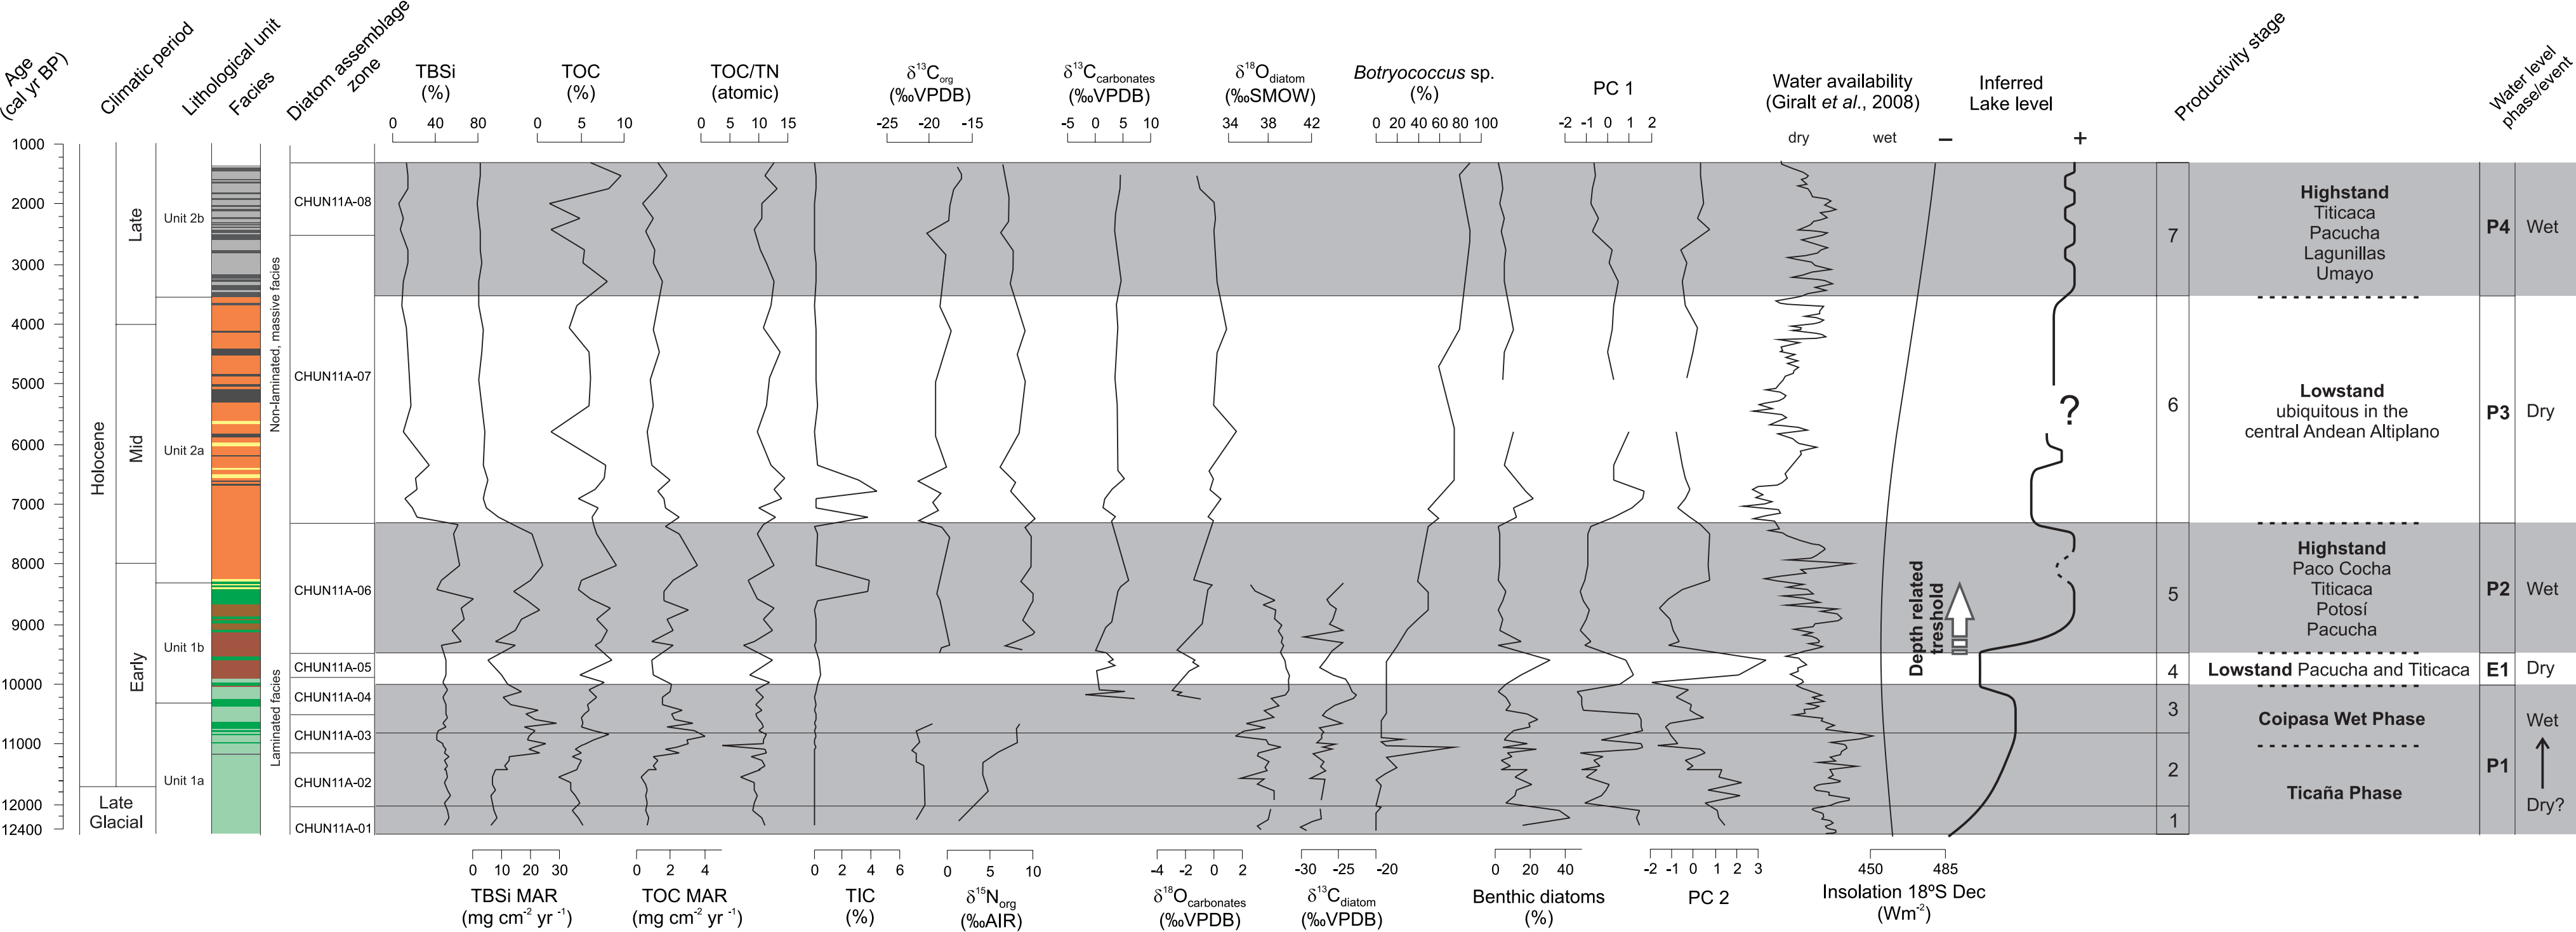 Age
(cal yr BP)
Climatic period
Lithological unit
Facies
Diatom assemblage
zone
TBSi
(%)
TOC
(%)
TOC/TN
(atomic)
δ¹³Corg
(‰VPDB)
δ¹³Ccarbonates
(‰VPDB)
δ¹⁸Odiatom
(‰SMOW)
Botryococcus sp.
(%)
PC 1
Water availability
(Giralt et al., 2008)
Inferred
Lake level
Productivity stage
Water level
phase/event
0 40 80
0 5 10
0 5 10 15
-25 -20 -15
-5 0 5 10
34 38 42
0 20 40 60 80 100
-2 -1 0 1 2
dry wet
– +
1000
2000
3000
4000
5000
6000
7000
8000
9000
10000
11000
12000
12400
Holocene
Late
Mid
Early
Late
Glacial
Unit 2b
Unit 2a
Unit 1b
Unit 1a
Non-laminated, massive facies
Laminated facies
CHUN11A-08
CHUN11A-07
CHUN11A-06
CHUN11A-05
CHUN11A-04
CHUN11A-03
CHUN11A-02
CHUN11A-01
Depth related
treshold
?
7
6
5
4
3
2
1
Highstand
Titicaca
Pacucha
Lagunillas
Umayo
Lowstand
ubiquitous in the
central Andean Altiplano
Highstand
Paco Cocha
Titicaca
Potosí
Pacucha
Lowstand Pacucha and Titicaca
Coipasa Wet Phase
Ticaña Phase
P4 Wet
P3 Dry
P2 Wet
E1 Dry
P1
Wet
Dry?
0 10 20 30
TBSi MAR
(mg cm⁻² yr ⁻¹)
0 2 4
TOC MAR
(mg cm⁻² yr ⁻¹)
0 2 4 6
TIC
(%)
0 5 10
δ¹⁵Norg
(‰AIR)
-4 -2 0 2
δ¹⁸Ocarbonates
(‰VPDB)
-30 -25 -20
δ¹³Cdiatom
(‰VPDB)
0 20 40
Benthic diatoms
(%)
-2 -1 0 1 2 3
PC 2
450 485
Insolation 18ºS Dec
(Wm⁻²)